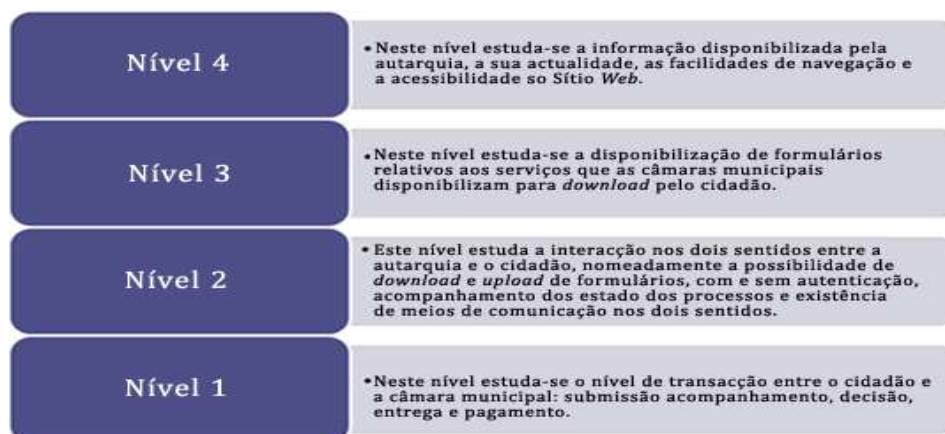 Nível 4
• Neste nível estuda-se a informação disponibilizada pela
autarquia, a sua actualidade, as facilidades de navegação e
a acessibilidade so Sítio Web.
Nível 3
• Neste nível estuda-se a disponibilização de formulários
relativos aos serviços que as câmaras municipais
disponibilizam para download pelo cidadão.
Nível 2
• Este nível estuda a interacção nos dois sentidos entre a
autarquia e o cidadão, nomeadamente a possibilidade de
download e upload de formulários, com e sem autenticação,
acompanhamento dos estado dos processos e existência
de meios de comunicação nos dois sentidos.
Nível 1
• Neste nível estuda-se o nível de transacção entre o cidadão e
a câmara municipal: submissão acompanhamento, decisão,
entrega e pagamento.